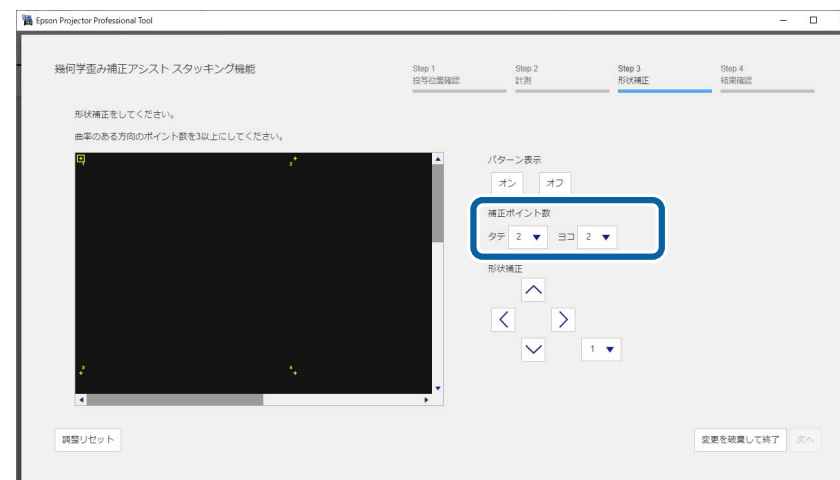 Epson Projector Professional Tool
幾何学歪み補正アシスト スタッキング機能
Step 1
投写位置確認
Step 2
計測
Step 3
形状補正
Step 4
結果確認
形状補正をしてください。
曲率のある方向のポイント数を3以上にしてください。
パターン表示
オン オフ
補正ポイント数
タテ 2 ヨコ 2
形状補正
1
1 2
3 4
調整リセット
変更を破棄して終了 次へ